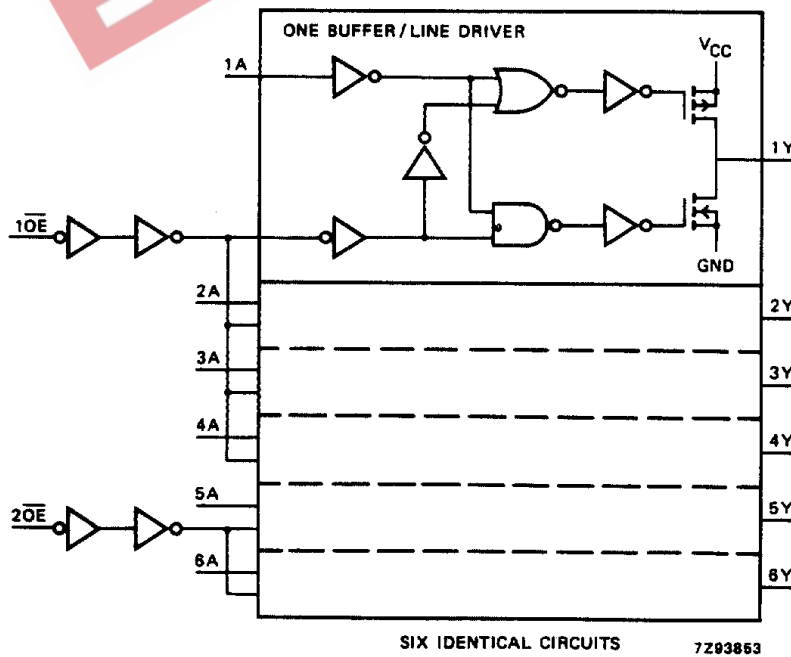 ONE BUFFER/LINE DRIVER
VCC
1A
1Y
1OE
GND
2A
2Y
3A
3Y
4A
4Y
5A
5Y
2OE
6A
6Y
SIX IDENTICAL CIRCUITS
7Z93853